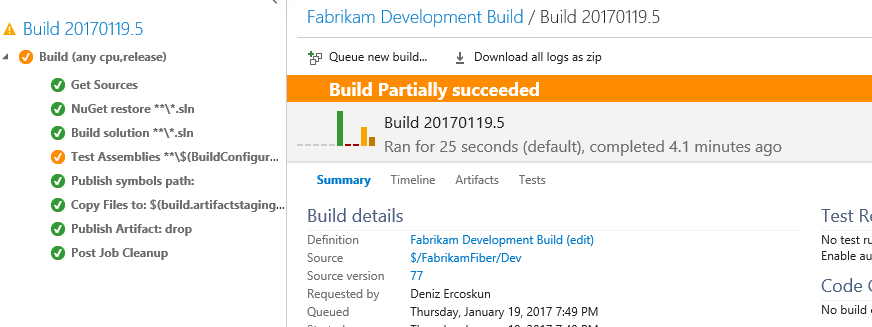 Build 20170119.5
Build (any cpu,release)
Get Sources
NuGet restore **\*.sln
Build solution **\*.sln
Test Assemblies **\$(BuildConfigur...
Publish symbols path:
Copy Files to: $(build.artifactstaging...
Publish Artifact: drop
Post Job Cleanup
Fabrikam Development Build / Build 20170119.5
Queue new build... Download all logs as zip
Build Partially succeeded
Build 20170119.5
Ran for 25 seconds (default), completed 4.1 minutes ago
Summary Timeline Artifacts Tests
Build details
Definition Fabrikam Development Build (edit)
Source $/FabrikamFiber/Dev
Source version 77
Requested by Deniz Ercoskun
Queued Thursday, January 19, 2017 7:49 PM
Test Re
No test ru
Enable au
Code C
No build